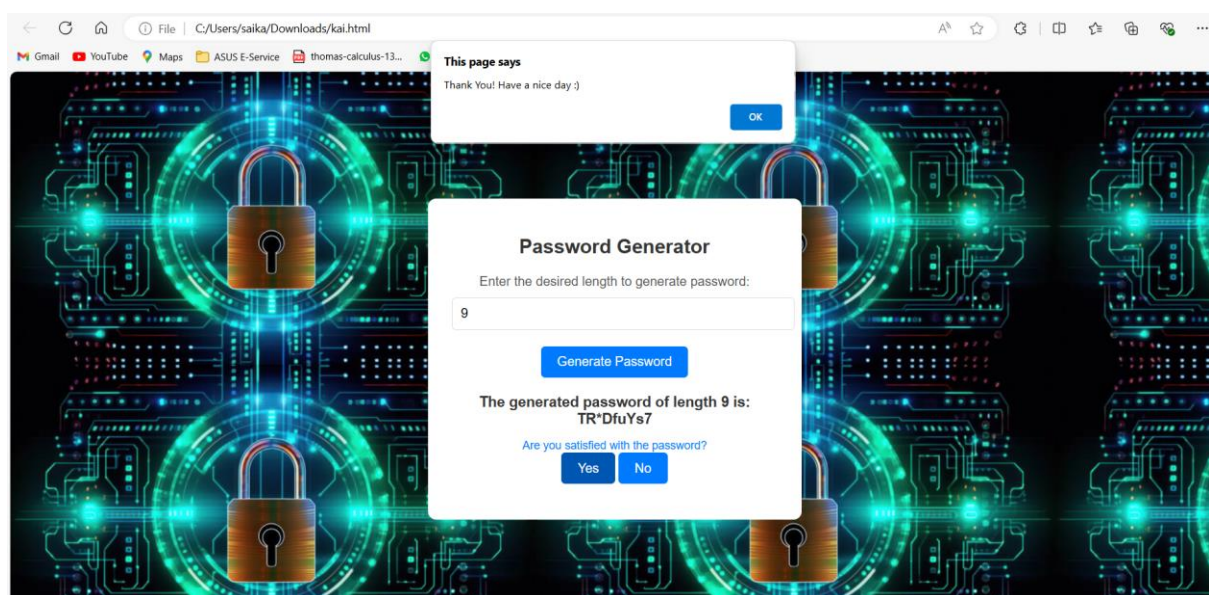 File
C:/Users/saika/Downloads/kai.html
Gmail YouTube Maps ASUS E-Service thomas-calculus-13...
This page says
Thank You! Have a nice day :)
OK
Password Generator
Enter the desired length to generate password:
9
Generate Password
The generated password of length 9 is:
TR*DfuYs7
Are you satisfied with the password?
Yes No